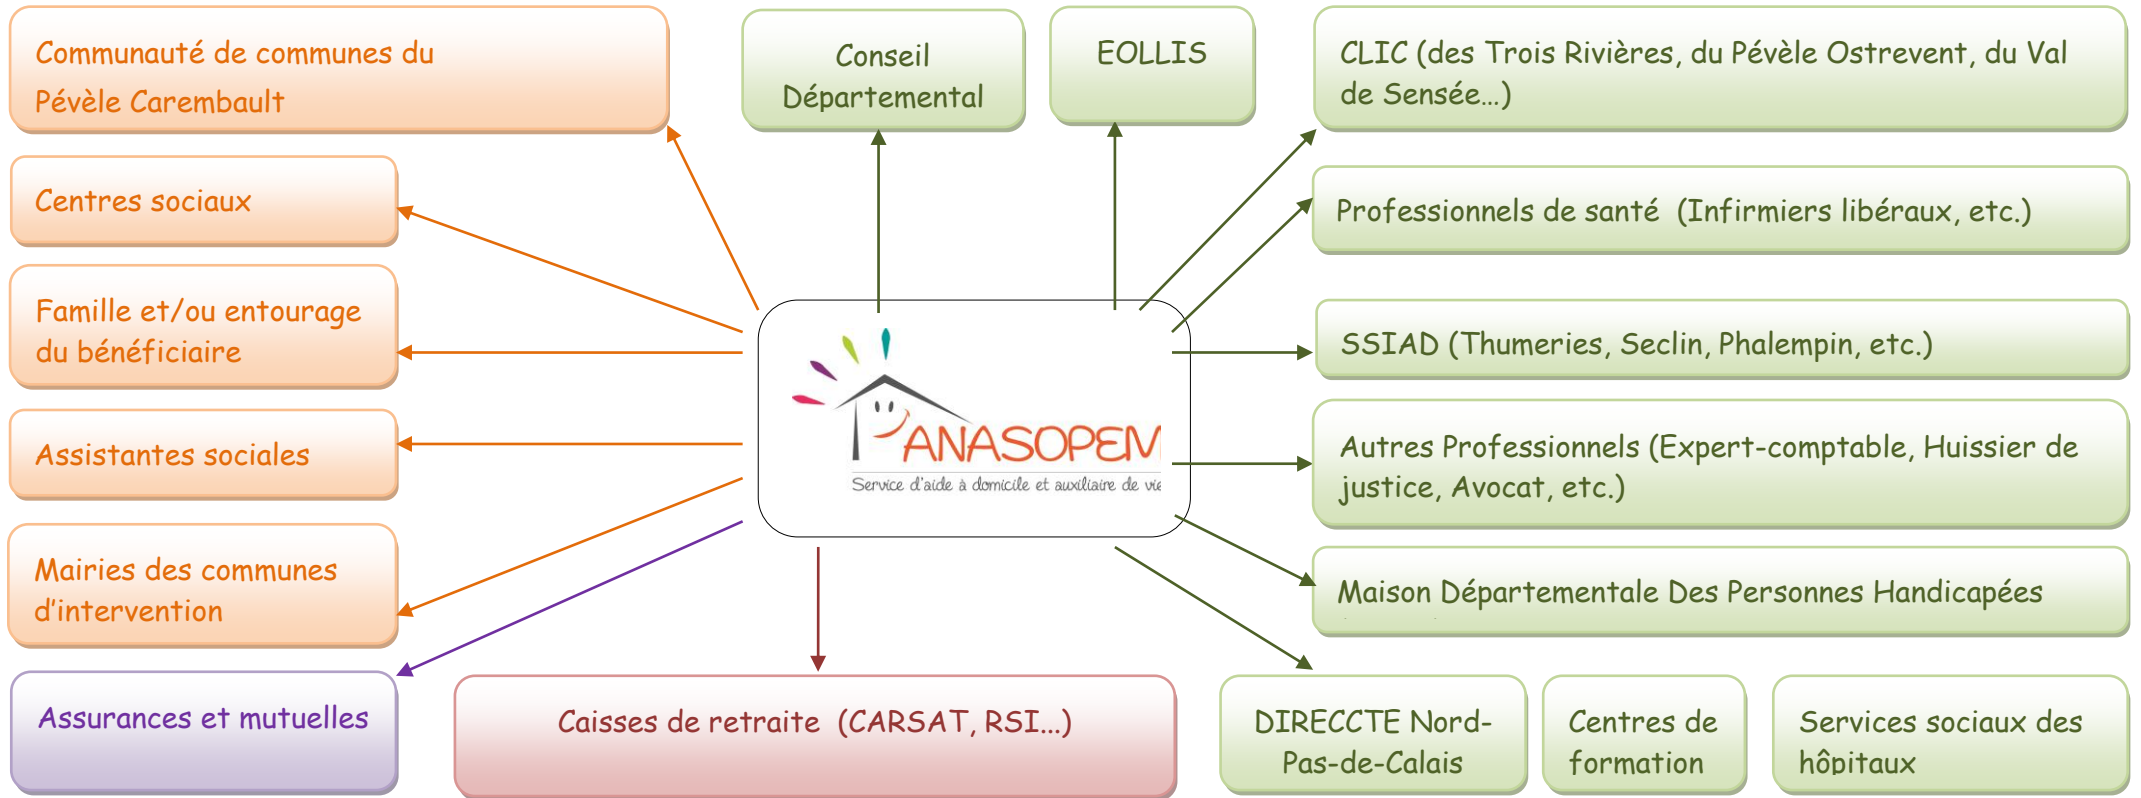 Communauté de communes du
Pévèle Carembault
Conseil
Départemental
EOLLIS
CLIC (des Trois Rivières, du Pévèle Ostrevent, du Val
de Sensée...)
Centres sociaux
Professionnels de santé (Infirmiers libéraux, etc.)
Famille et/ou entourage
du bénéficiaire
SSIAD (Thumeries, Seclin, Phalempin, etc.)
ANASOPEM
Service d'aide à domicile et auxiliaire de vie
Assistantes sociales
Autres Professionnels (Expert-comptable, Huissier de
justice, Avocat, etc.)
Mairies des communes
d'intervention
Maison Départementale Des Personnes Handicapées
Assurances et mutuelles
Caisses de retraite (CARSAT, RSI...)
DIRECCTE Nord-
Pas-de-Calais
Centres de
formation
Services sociaux des
hôpitaux